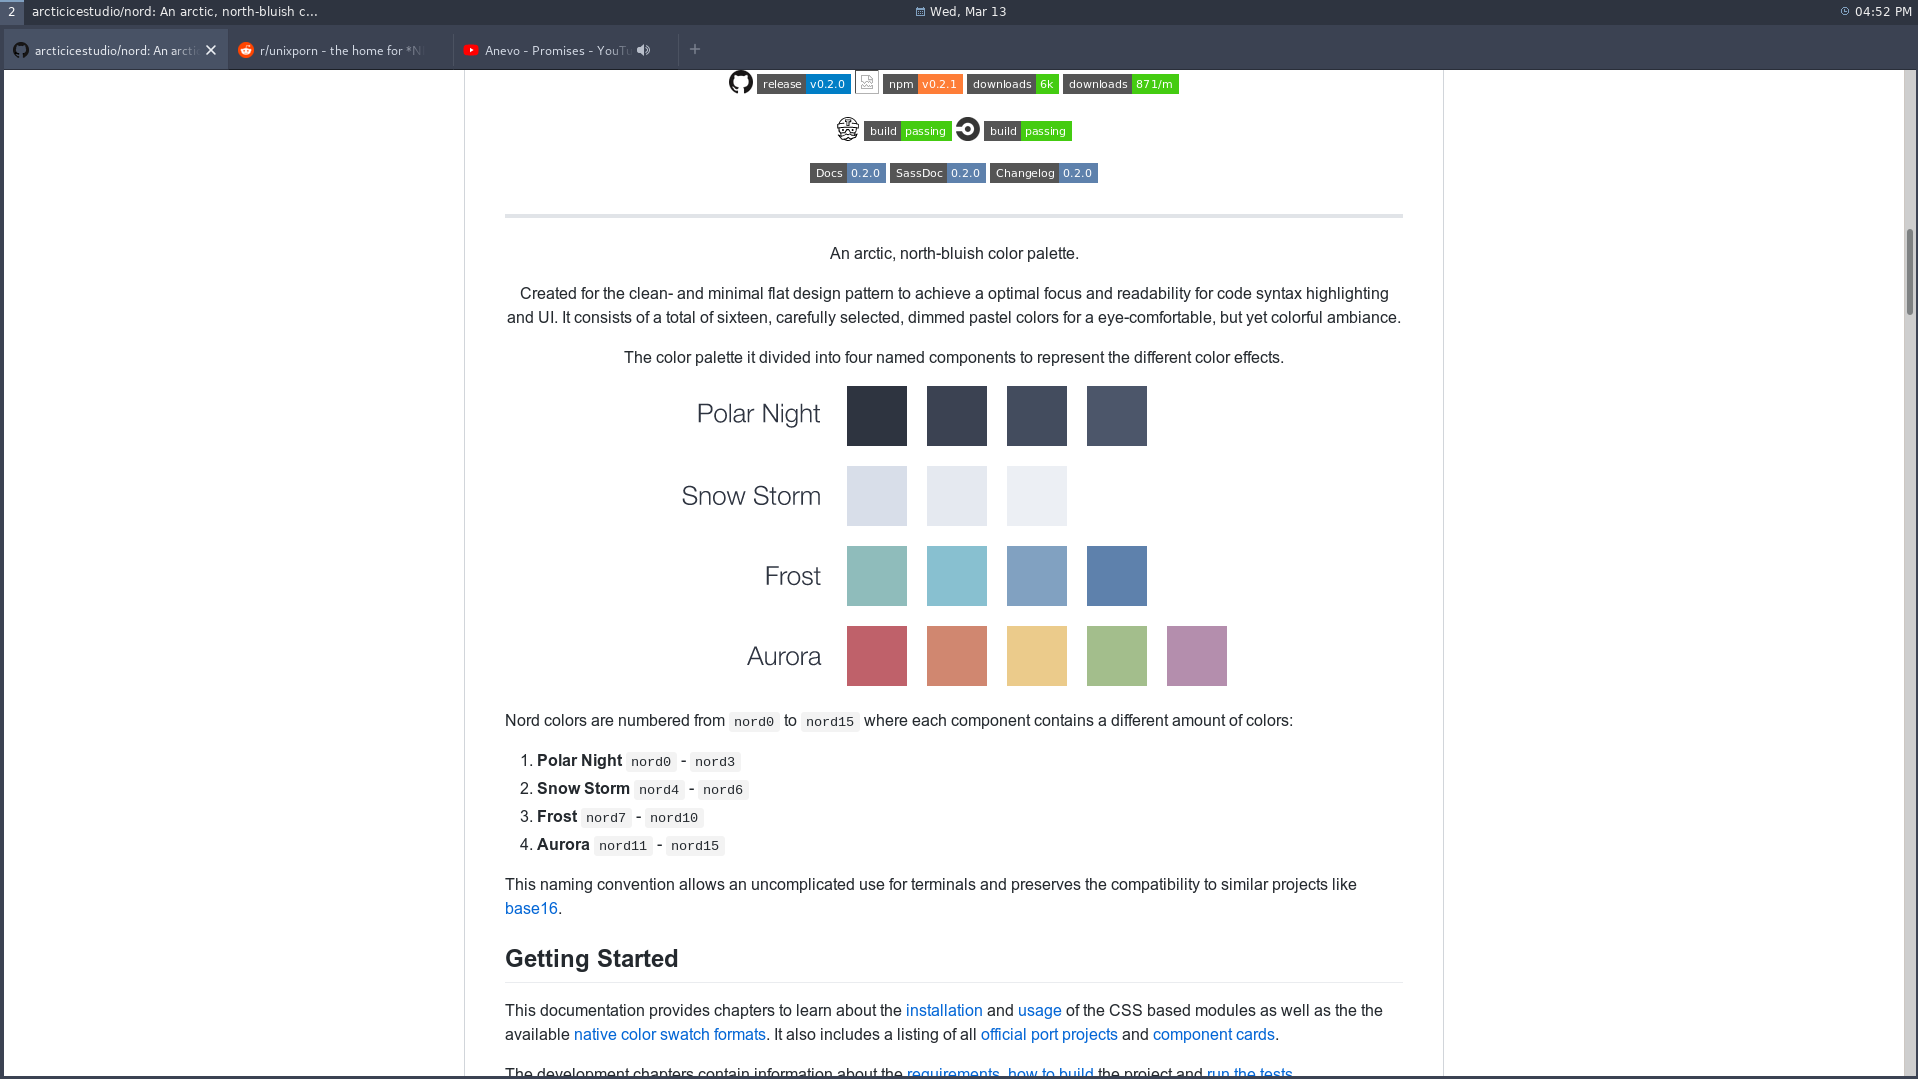 2 arcticicestudio/nord: An arctic, north-bluish c... Wed, Mar 13 04:52 PM
arcticicestudio/nord: An arcti r/unixporn - the home for *N Anevo - Promises - YouTu
release v0.2.0 npm v0.2.1 downloads 6k downloads 871/m
build passing build passing
Docs 0.2.0 SassDoc 0.2.0 Changelog 0.2.0
An arctic, north-bluish color palette.
Created for the clean- and minimal flat design pattern to achieve a optimal focus and readability for code syntax highlighting
and UI. It consists of a total of sixteen, carefully selected, dimmed pastel colors for a eye-comfortable, but yet colorful ambiance.
The color palette it divided into four named components to represent the different color effects.
Polar Night
Snow Storm
Frost
Aurora
Nord colors are numbered from nord0 to nord15 where each component contains a different amount of colors:
1. Polar Night nord0 - nord3
2. Snow Storm nord4 - nord6
3. Frost nord7 - nord10
4. Aurora nord11 - nord15
This naming convention allows an uncomplicated use for terminals and preserves the compatibility to similar projects like
base16.
Getting Started
This documentation provides chapters to learn about the installation and usage of the CSS based modules as well as the the
available native color swatch formats. It also includes a listing of all official port projects and component cards.
The development chapters contain information about the requirements, how to build the project and run the tests.